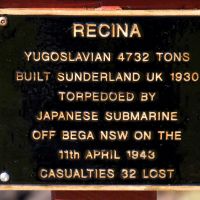 RECINA
YUGOSLAVIAN 4732 TONS
BUILT SUNDERLAND UK 1930
TORPEDOED BY
JAPANESE SUBMARINE
OFF BEGA NSW ON THE
11th APRIL 1943
CASUALTIES 32 LOST